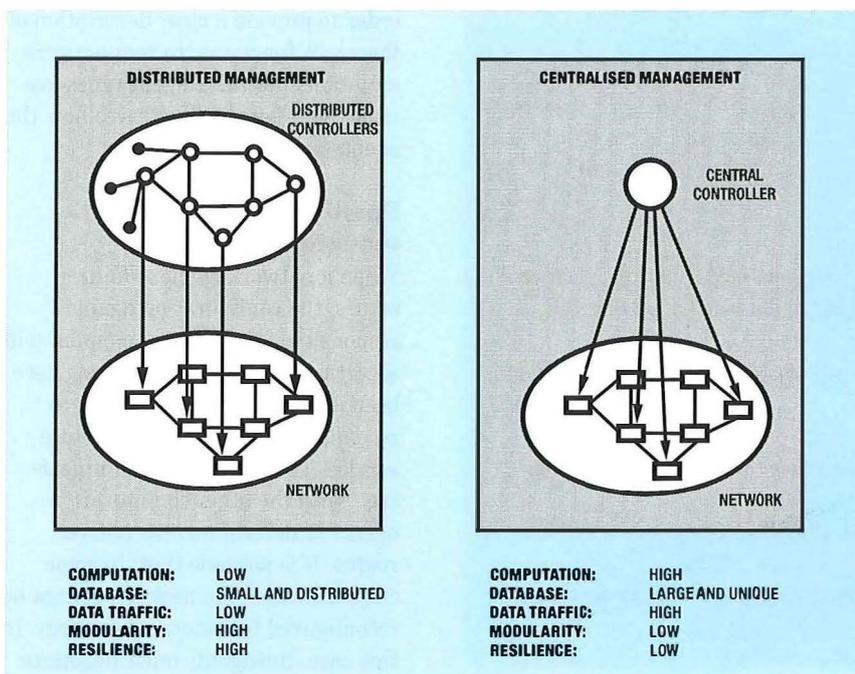 DISTRIBUTED MANAGEMENT
DISTRIBUTED
CONTROLLERS
NETWORK
COMPUTATION: LOW
DATABASE: SMALL AND DISTRIBUTED
DATA TRAFFIC: LOW
MODULARITY: HIGH
RESILIENCE: HIGH
CENTRALISED MANAGEMENT
CENTRAL
CONTROLLER
NETWORK
COMPUTATION: HIGH
DATABASE: LARGE AND UNIQUE
DATA TRAFFIC: HIGH
MODULARITY: LOW
RESILIENCE: LOW